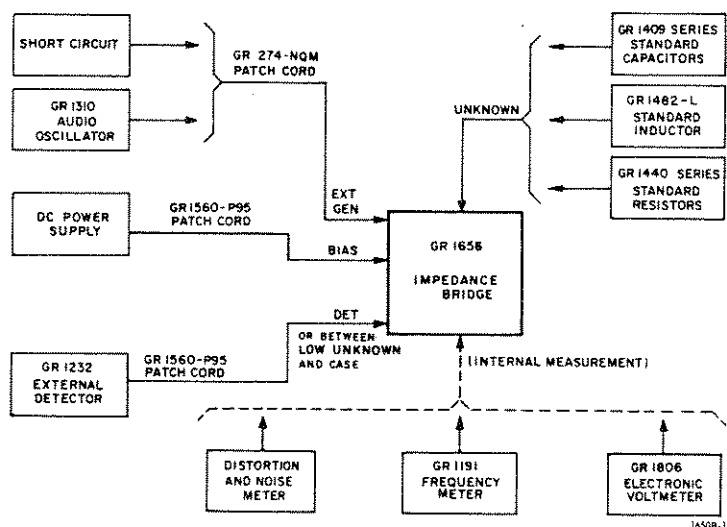 SHORT CIRCUIT
GR 1310
AUDIO
OSCILLATOR
GR 274-NQM
PATCH CORD
GR 1409 SERIES
STANDARD
CAPACITORS
UNKNOWN
GR 1482-L
STANDARD
INDUCTOR
GR 1440 SERIES
STANDARD
RESISTORS
EXT
GEN
DC POWER
SUPPLY
GR1560-P95
PATCH CORD
BIAS
GR 1656
IMPEDANCE
BRIDGE
DET
OR BETWEEN
LOW UNKNOWN
AND CASE
GR 1232
EXTERNAL
DETECTOR
GR 1560-P95
PATCH CORD
(INTERNAL MEASUREMENT)
DISTORTION
AND NOISE
METER
GR 1191
FREQUENCY
METER
GR 1806
ELECTRONIC
VOLTMETER